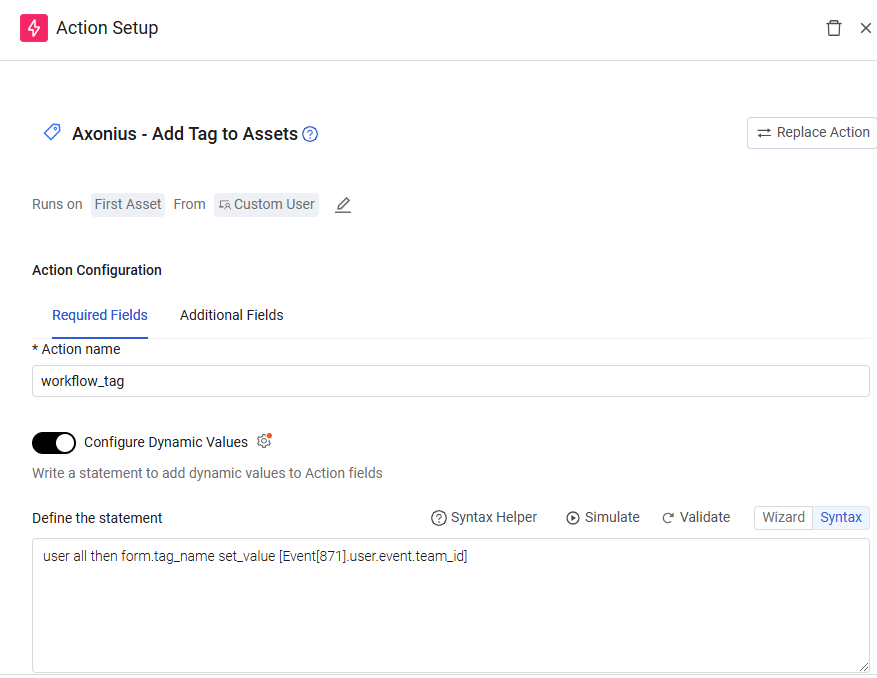 Action Setup
Axonius - Add Tag to Assets
Replace Action
Runs on First Asset From Custom User
Action Configuration
Required Fields Additional Fields
* Action name
workflow_tag
Configure Dynamic Values
Write a statement to add dynamic values to Action fields
Define the statement Syntax Helper Simulate Validate Wizard Syntax
user all then form.tag_name set_value [Event[871].user.event.team_id]